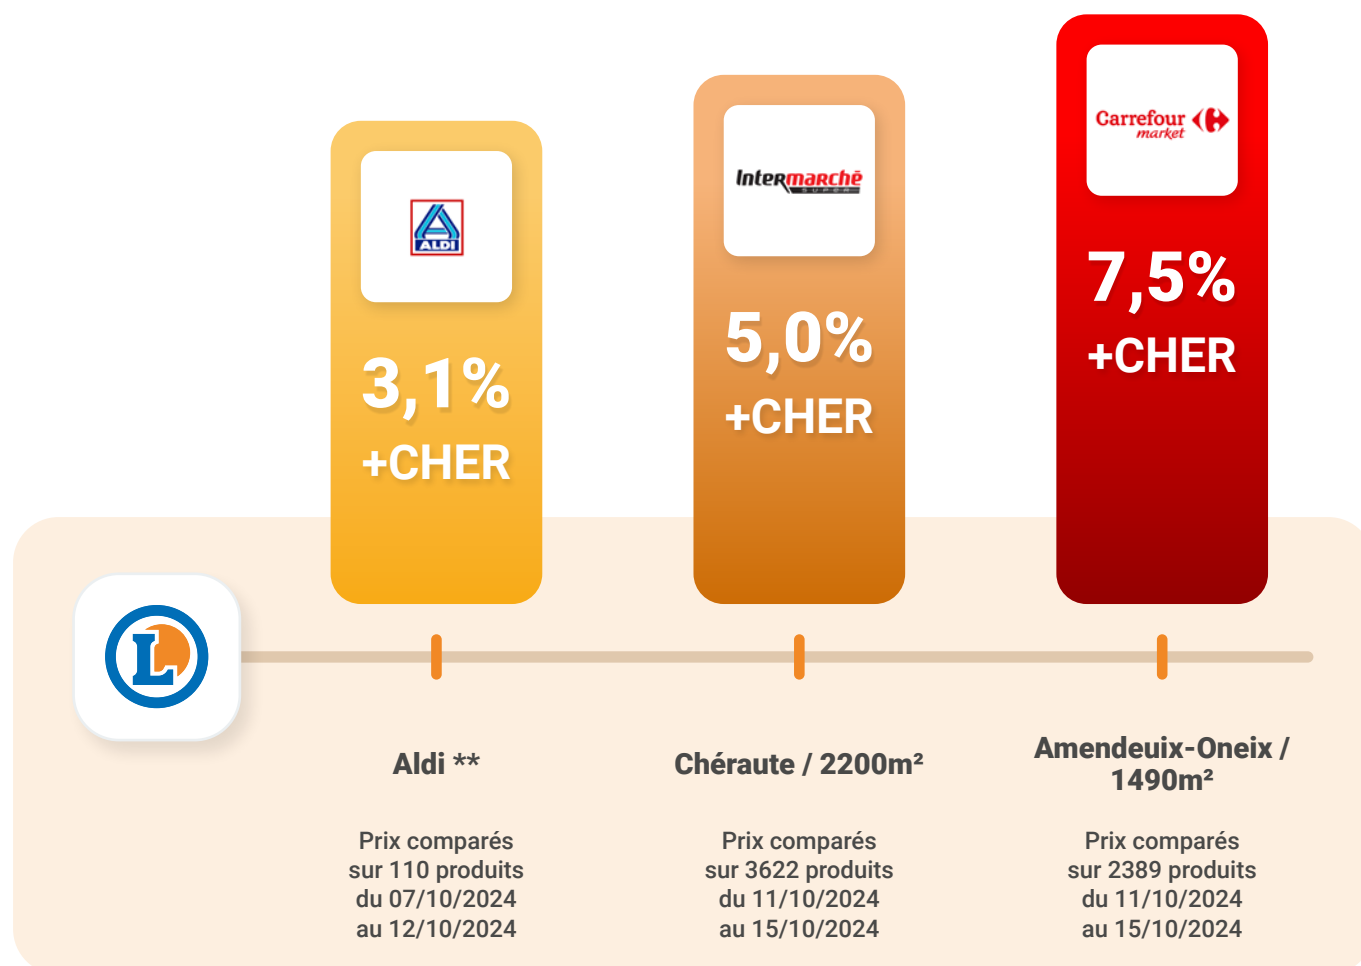 ALDI
3,1%
+CHER
Intermarché
SUPER
5,0%
+CHER
Carrefour
market
7,5%
+CHER
L
Aldi **
Prix comparés
sur 110 produits
du 07/10/2024
au 12/10/2024
Chéraute / 2200m²
Prix comparés
sur 3622 produits
du 11/10/2024
au 15/10/2024
Amendeuix-Oneix /
1490m²
Prix comparés
sur 2389 produits
du 11/10/2024
au 15/10/2024